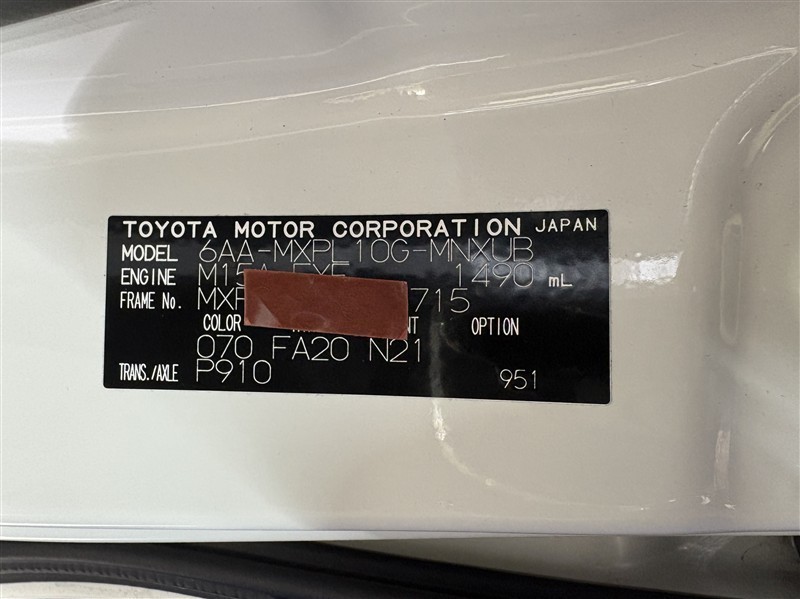 TOYOTA MOTOR CORPORATION JAPAN
MODEL 6AA-MXPL10G-MNXUB
ENGINE 1490 mL
FRAME No. 715
COLOR OPTION
070 FA20 N21
TRANS./AXLE P910 951